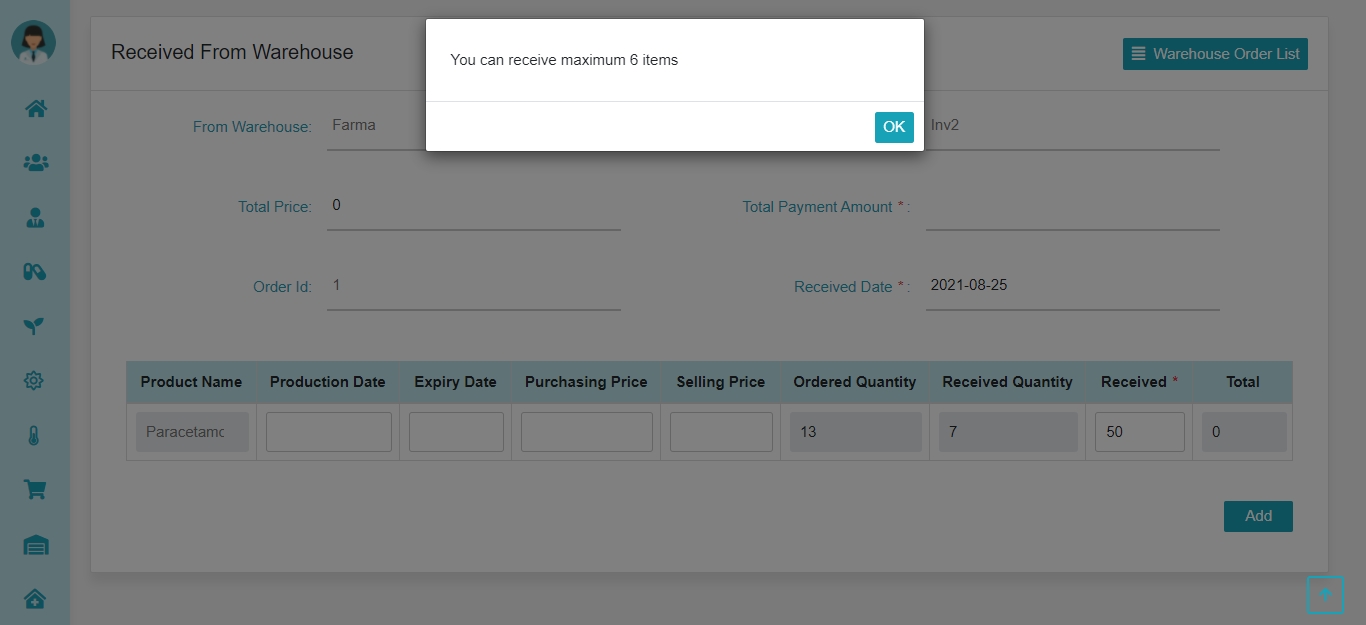 You can receive maximum 6 items
OK
Received From Warehouse
Warehouse Order List
From Warehouse: Farma
Inv2
Total Price: 0
Total Payment Amount * :
Order Id: 1
Received Date * : 2021-08-25
Product Name Production Date Expiry Date Purchasing Price Selling Price Ordered Quantity Received Quantity Received * Total
Paracetamo 13 7 50 0
Add